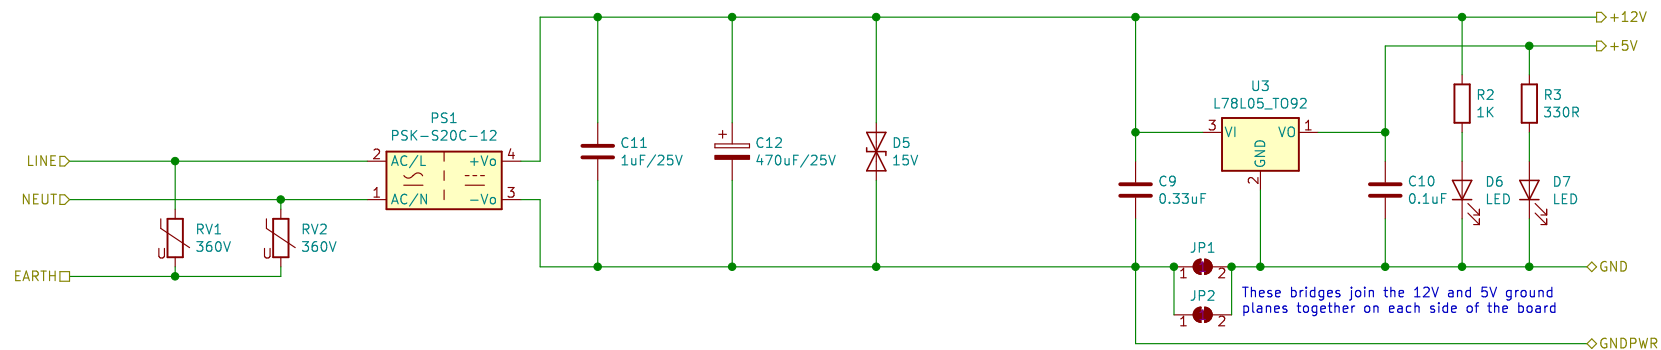 +12V
+5V
U3
L78L05_TO92
3 VI VO 1
GND
2
R2
1K
R3
330R
PS1
PSK-S20C-12
LINE
2 AC/L +Vo 4
NEUT
1 AC/N -Vo 3
C11
1uF/25V
+
C12
470uF/25V
D5
15V
C9
0.33uF
C10
0.1uF
D6
LED
D7
LED
RV1
360V
U
RV2
360V
U
EARTH
JP1
1 2
GND
JP2
1 2
These bridges join the 12V and 5V ground
planes together on each side of the board
GNDPWR